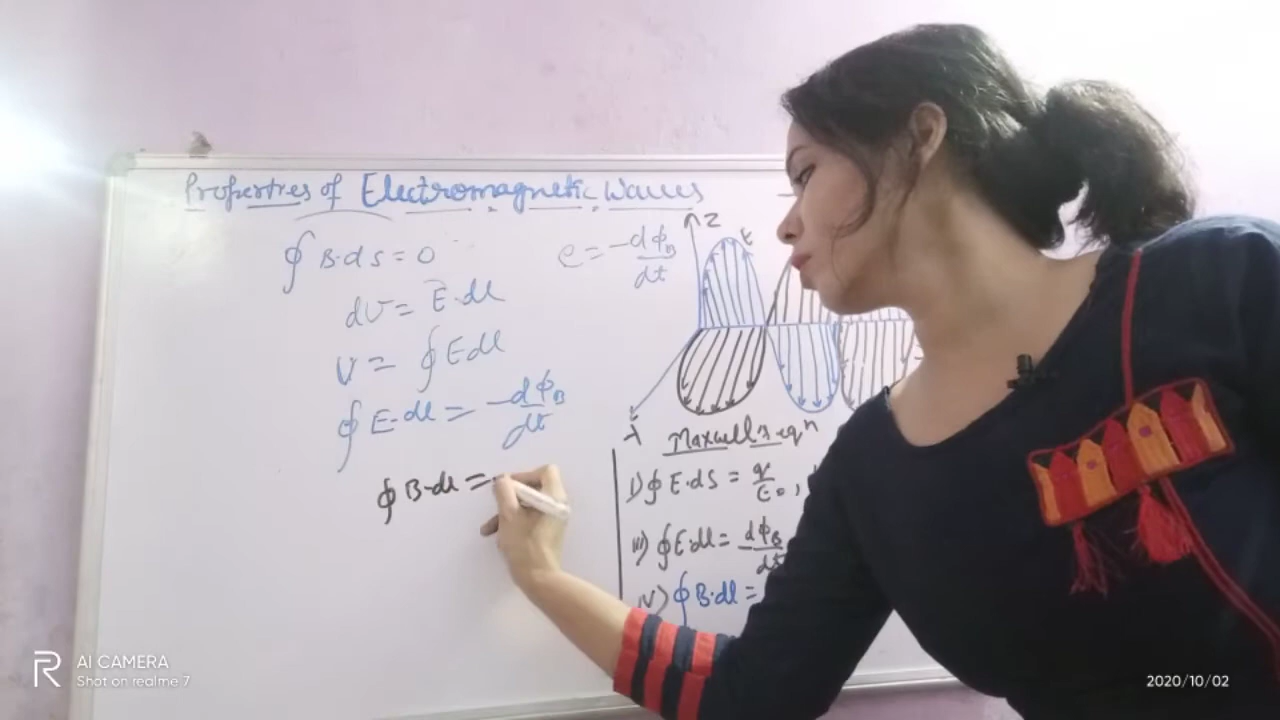 Properties of Electromagnetic Waves
∮ B·ds = 0
dV = E·dl
V = ∮ E dl
∮ E·dl = -dϕB/dt
∮ B·dl =
e = -dϕB/dt
Z
E
Maxwell's eqn
i) ∮ E·dS = q/ε0,
iii) ∮ E·dl = dϕB/dt
iv) ∮ B·dl =
R
AI CAMERA
Shot on realme 7
2020/10/02